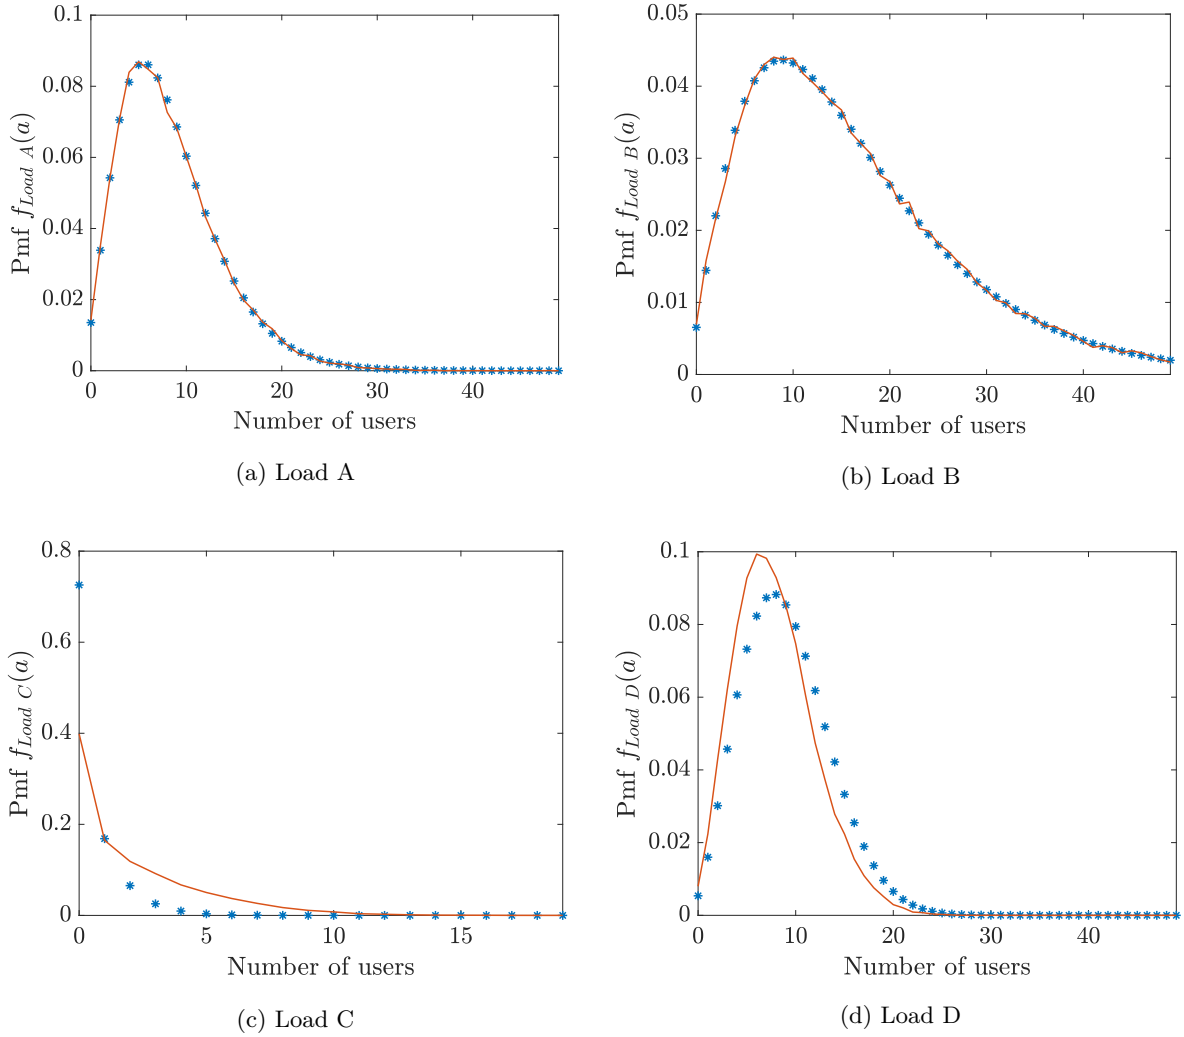 0.1
0.08
0.06
0.04
0.02
0
0 10 20 30 40
Pmf f_{Load A}(a)
Number of users
(a) Load A
0.05
0.04
0.03
0.02
0.01
0
0 10 20 30 40
Pmf f_{Load B}(a)
Number of users
(b) Load B
0.8
0.6
0.4
0.2
0
0 5 10 15
Pmf f_{Load C}(a)
Number of users
(c) Load C
0.1
0.08
0.06
0.04
0.02
0
0 10 20 30 40
Pmf f_{Load D}(a)
Number of users
(d) Load D